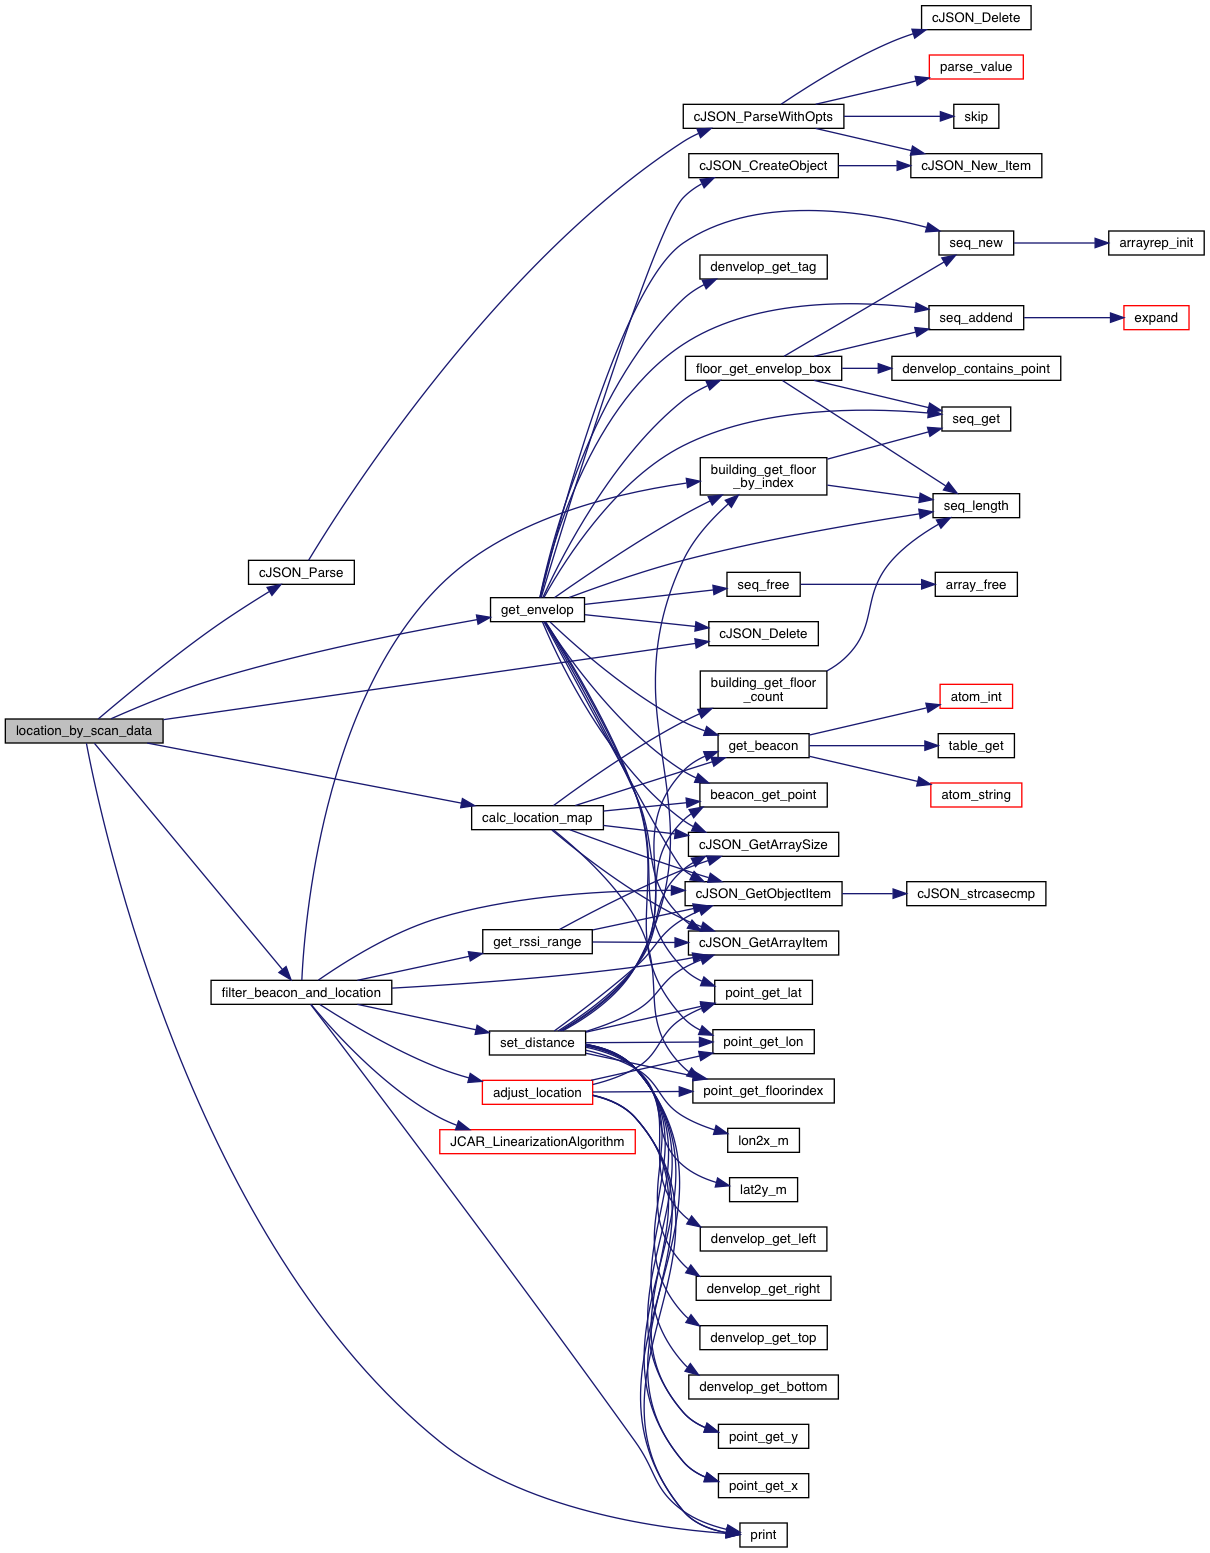 cJSON_Delete
parse_value
cJSON_ParseWithOpts
skip
cJSON_CreateObject
cJSON_New_Item
seq_new
arrayrep_init
denvelop_get_tag
seq_addend
expand
floor_get_envelop_box
denvelop_contains_point
seq_get
building_get_floor
_by_index
seq_length
cJSON_Parse
seq_free
array_free
get_envelop
cJSON_Delete
building_get_floor
_count
atom_int
location_by_scan_data
get_beacon
table_get
beacon_get_point
atom_string
calc_location_map
cJSON_GetArraySize
cJSON_GetObjectItem
cJSON_strcasecmp
get_rssi_range
cJSON_GetArrayItem
filter_beacon_and_location
point_get_lat
set_distance
point_get_lon
adjust_location
point_get_floorindex
JCAR_LinearizationAlgorithm
lon2x_m
lat2y_m
denvelop_get_left
denvelop_get_right
denvelop_get_top
denvelop_get_bottom
point_get_y
point_get_x
print